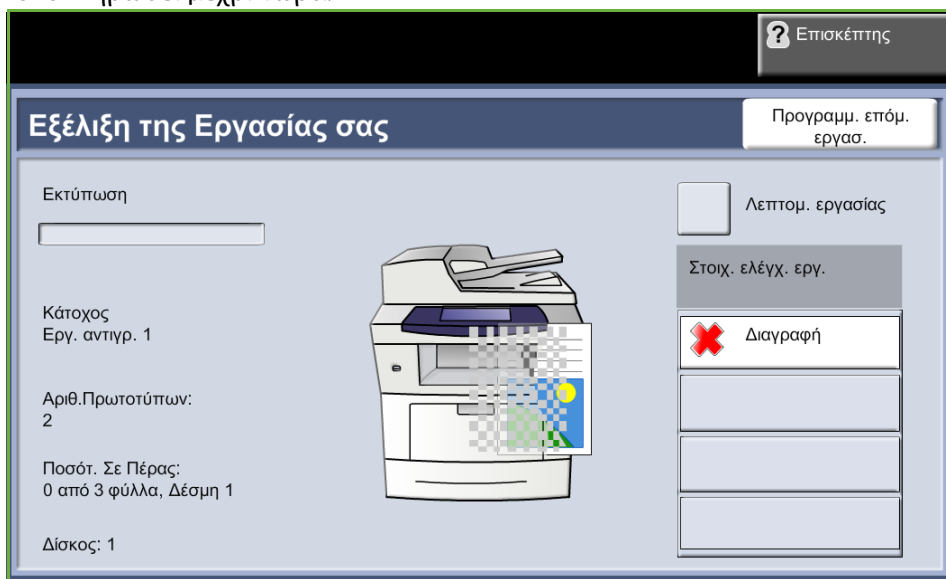 Επισκέπτης
Εξέλιξη της Εργασίας σας
Προγραμμ. επόμ.
εργασ.
Εκτύπωση
Λεπτομ. εργασίας
Στοιχ. ελέγχ. εργ.
Κάτοχος
Εργ. αντιγρ. 1
Διαγραφή
Αριθ.Πρωτοτύπων:
2
Ποσότ. Σε Πέρας:
0 από 3 φύλλα, Δέσμη 1
Δίσκος: 1